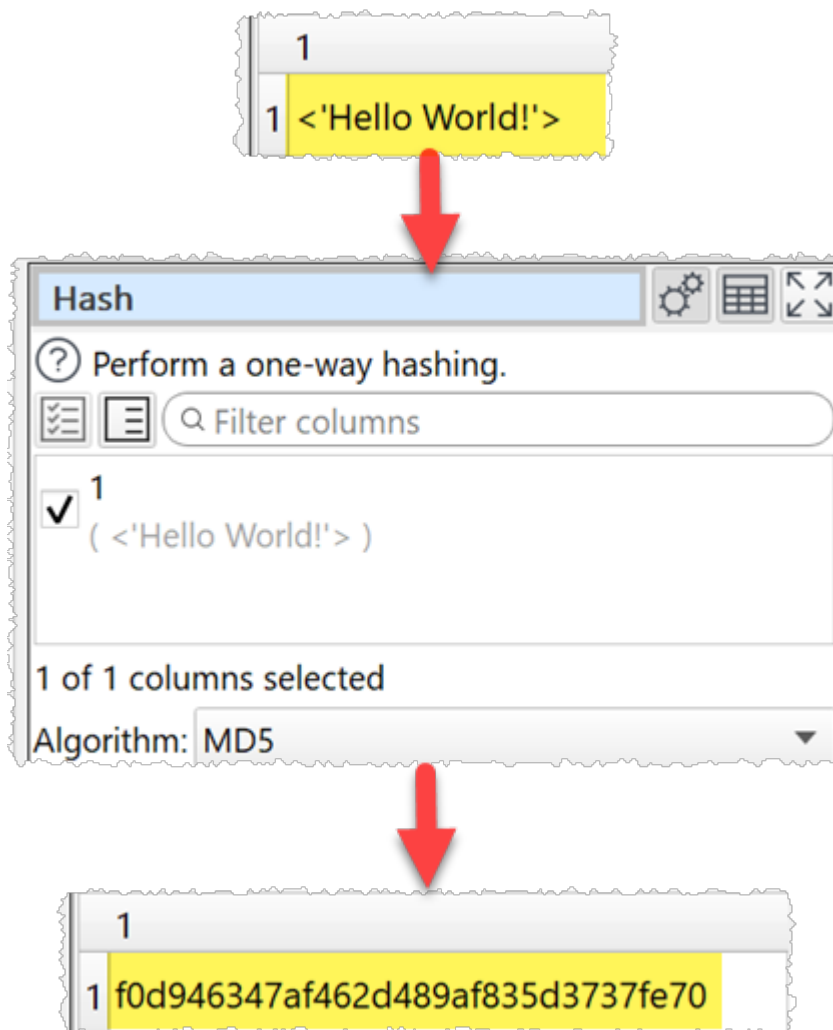 1
1 <'Hello World!'>
Hash
? Perform a one-way hashing.
Filter columns
1
( <'Hello World!'> )
1 of 1 columns selected
Algorithm: MD5
1
1 f0d946347af462d489af835d3737fe70